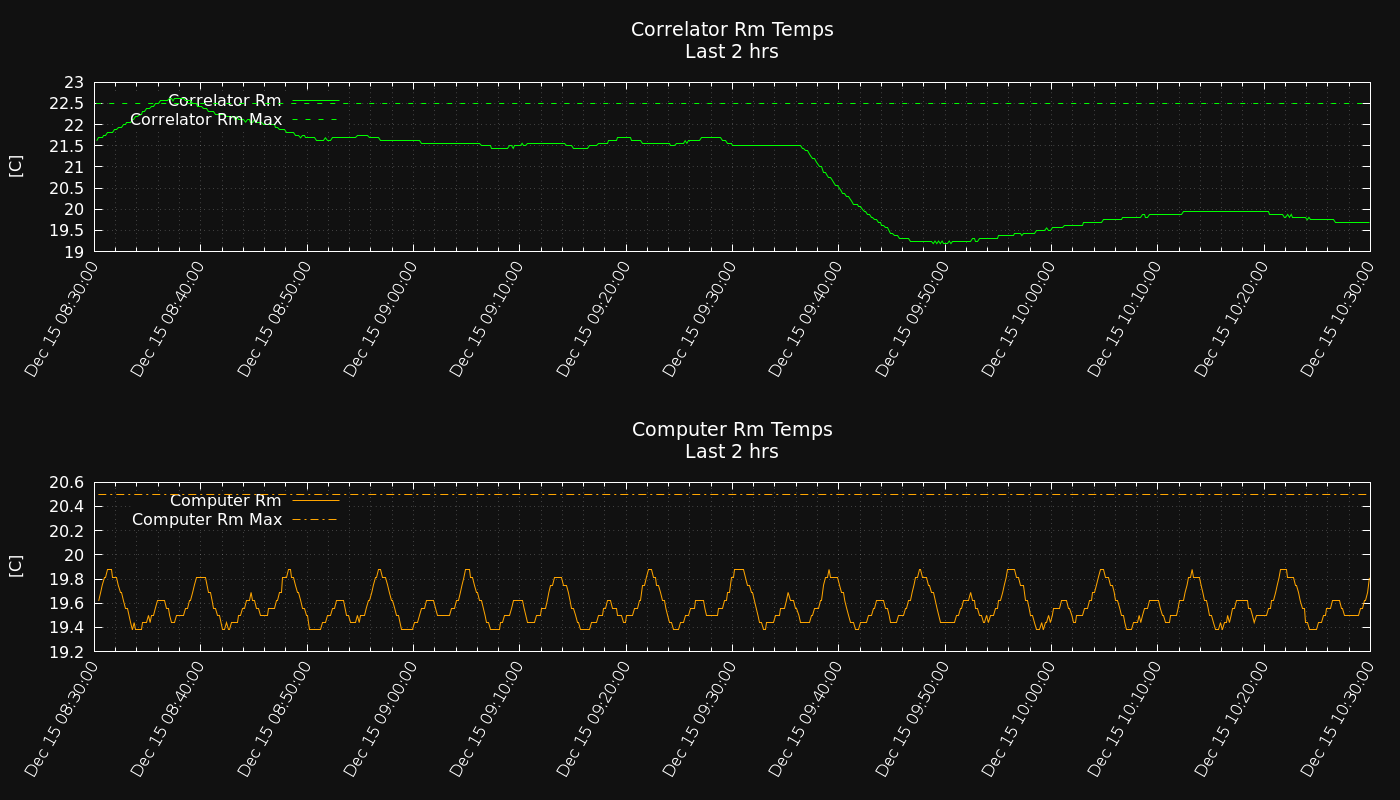 Correlator Rm Temps
Last 2 hrs
[C]
23
22.5
22
21.5
21
20.5
20
19.5
19
Correlator Rm
Correlator Rm Max
Dec 15 08:30:00
Dec 15 08:40:00
Dec 15 08:50:00
Dec 15 09:00:00
Dec 15 09:10:00
Dec 15 09:20:00
Dec 15 09:30:00
Dec 15 09:40:00
Dec 15 09:50:00
Dec 15 10:00:00
Dec 15 10:10:00
Dec 15 10:20:00
Dec 15 10:30:00
Computer Rm Temps
Last 2 hrs
[C]
20.6
20.4
20.2
20
19.8
19.6
19.4
19.2
Computer Rm
Computer Rm Max
Dec 15 08:30:00
Dec 15 08:40:00
Dec 15 08:50:00
Dec 15 09:00:00
Dec 15 09:10:00
Dec 15 09:20:00
Dec 15 09:30:00
Dec 15 09:40:00
Dec 15 09:50:00
Dec 15 10:00:00
Dec 15 10:10:00
Dec 15 10:20:00
Dec 15 10:30:00